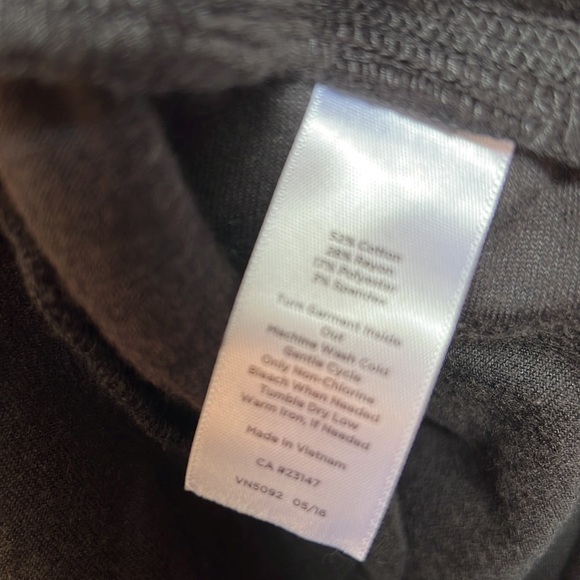 52% Cotton
28% Rayon
17% Polyester
3% Spandex
Turn Garment Inside
Out
Machine Wash Cold
Gentle Cycle
Only Non-Chlorine
Bleach When Needed
Tumble Dry Low
Warm Iron, if Needed
Made in Vietnam
CA #23147
VN5092 05/16